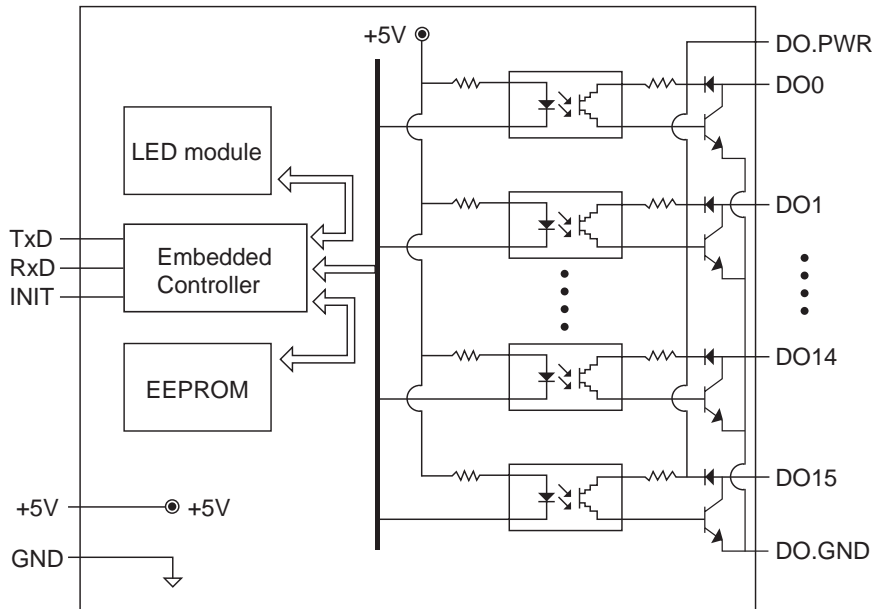 +5V
DO.PWR
DO0
LED module
DO1
TxD
RxD
INIT
Embedded
Controller
DO14
EEPROM
DO15
+5V
+5V
GND
DO.GND